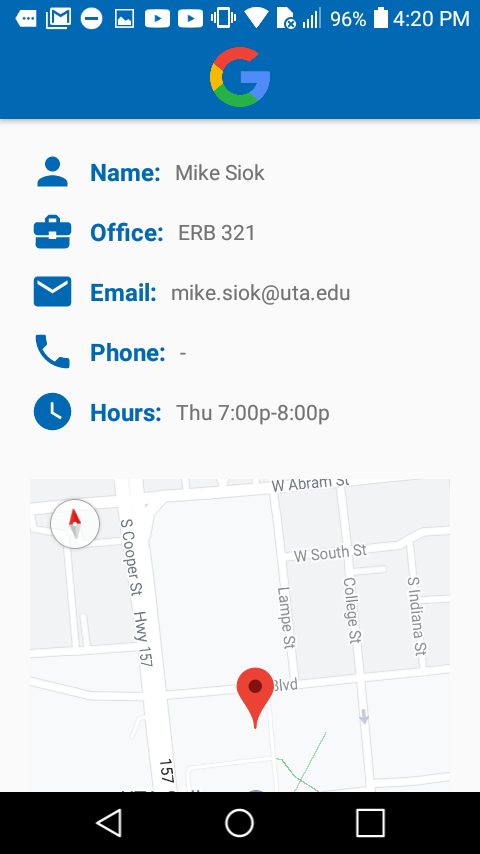 96% 4:20 PM
Name: Mike Siok
Office: ERB 321
Email: mike.siok@uta.edu
Phone: -
Hours: Thu 7:00p-8:00p
W Abram St
S Cooper St
W South St
Hwy 157
Lampe St
College St
S Indiana St
Blvd
157